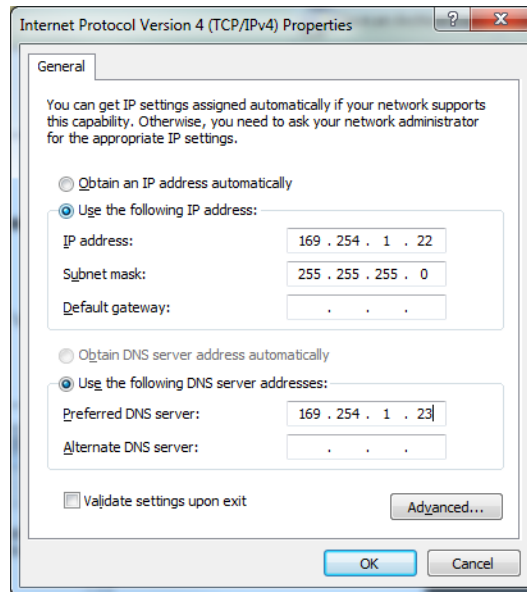 Internet Protocol Version 4 (TCP/IPv4) Properties
General
You can get IP settings assigned automatically if your network supports
this capability. Otherwise, you need to ask your network administrator
for the appropriate IP settings.
Obtain an IP address automatically
Use the following IP address:
IP address: 169 . 254 . 1 . 22
Subnet mask: 255 . 255 . 255 . 0
Default gateway: . . .
Obtain DNS server address automatically
Use the following DNS server addresses:
Preferred DNS server: 169 . 254 . 1 . 23
Alternate DNS server: . . .
Validate settings upon exit
Advanced...
OK Cancel